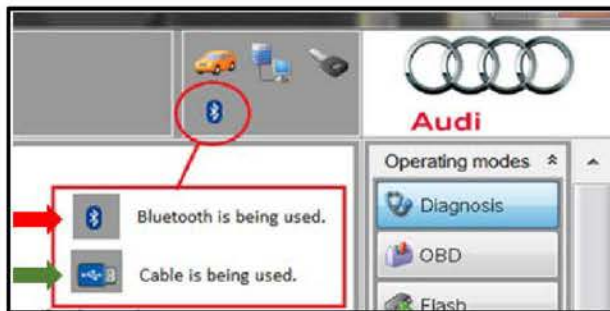 Audi
Operating modes
Bluetooth is being used.
Diagnosis
Cable is being used.
OBD
Flash